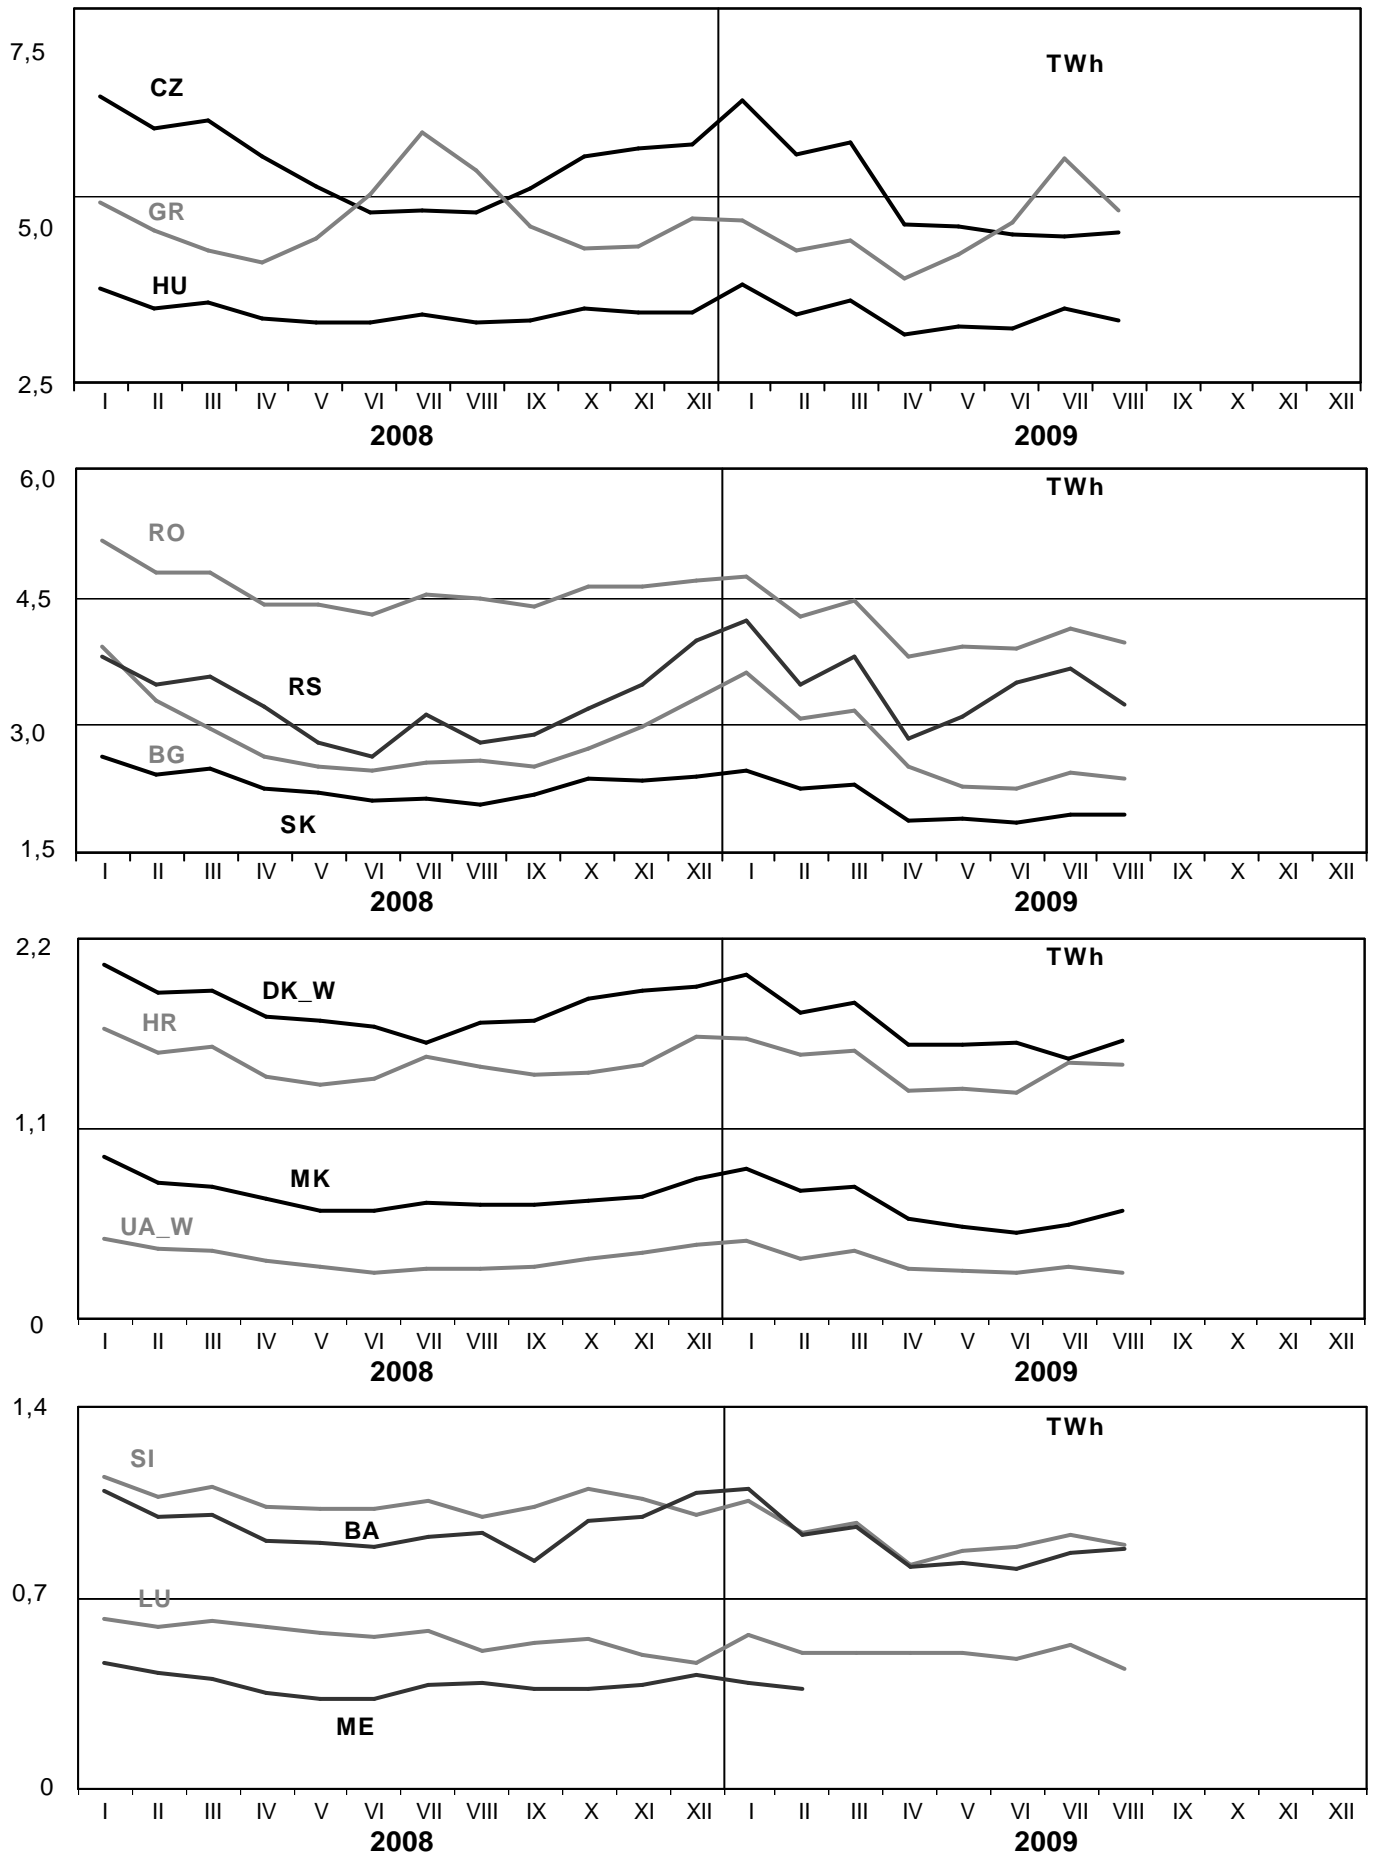 7,5
TWh
CZ
GR
5,0
HU
2,5
I II III IV V VI VII VIII IX X XI XII I II III IV V VI VII VIII IX X XI XII
2008 2009
6,0
TWh
RO
4,5
RS
3,0
BG
SK
1,5
I II III IV V VI VII VIII IX X XI XII I II III IV V VI VII VIII IX X XI XII
2008 2009
2,2
TWh
DK_W
HR
1,1
MK
UA_W
0
I II III IV V VI VII VIII IX X XI XII I II III IV V VI VII VIII IX X XI XII
2008 2009
1,4
TWh
SI
BA
0,7
LU
ME
0
I II III IV V VI VII VIII IX X XI XII I II III IV V VI VII VIII IX X XI XII
2008 2009